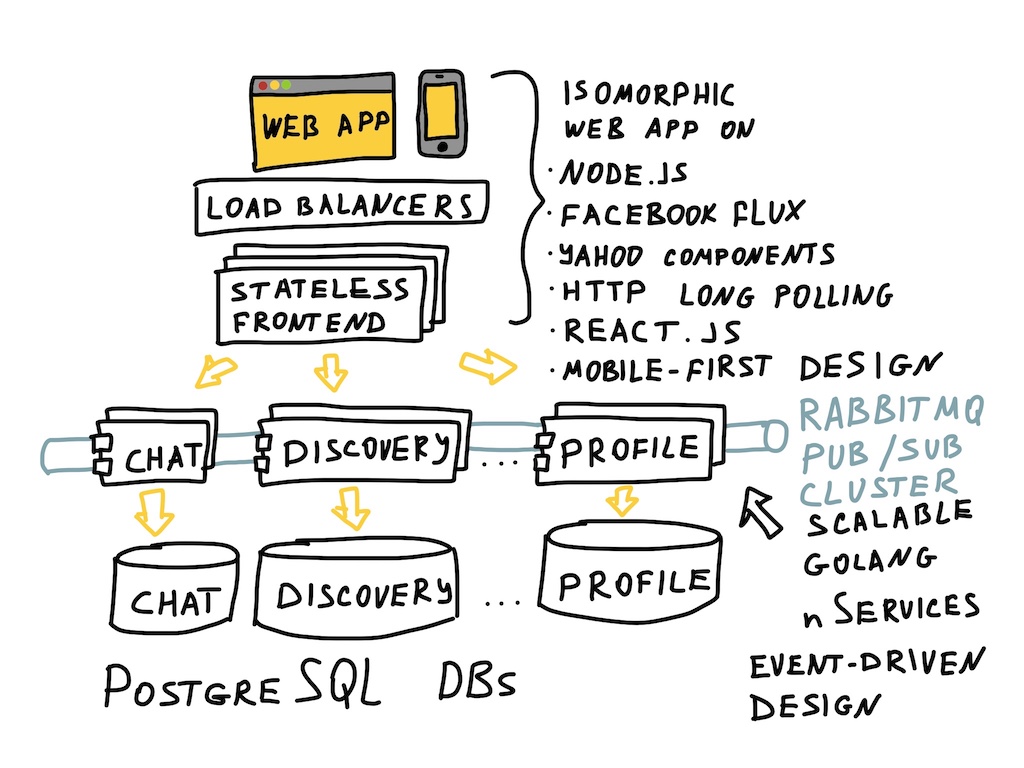 WEB APP
LOAD BALANCERS
STATELESS
FRONTEND
ISOMORPHIC
WEB APP ON
· NODE.JS
· FACEBOOK FLUX
· YAHOO COMPONENTS
· HTTP LONG POLLING
· REACT.JS
· MOBILE-FIRST DESIGN
CHAT
DISCOVERY
...
PROFILE
RABBITMQ
PUB/SUB
CLUSTER
SCALABLE
GOLANG
nSERVICES
EVENT-DRIVEN
DESIGN
CHAT
DISCOVERY
...
PROFILE
POSTGRESQL DBs